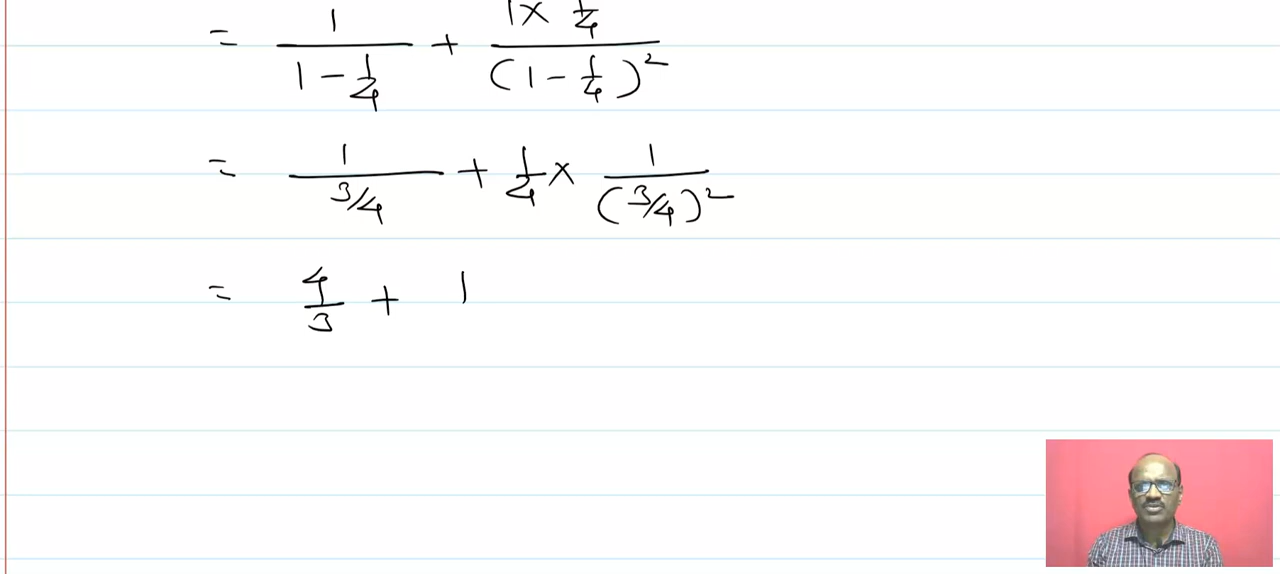 = 1/(1 - 1/4) + (1 × 1/4)/(1 - 1/4)²
= 1/(3/4) + 1/4 × 1/(3/4)²
= 4/3 + 1